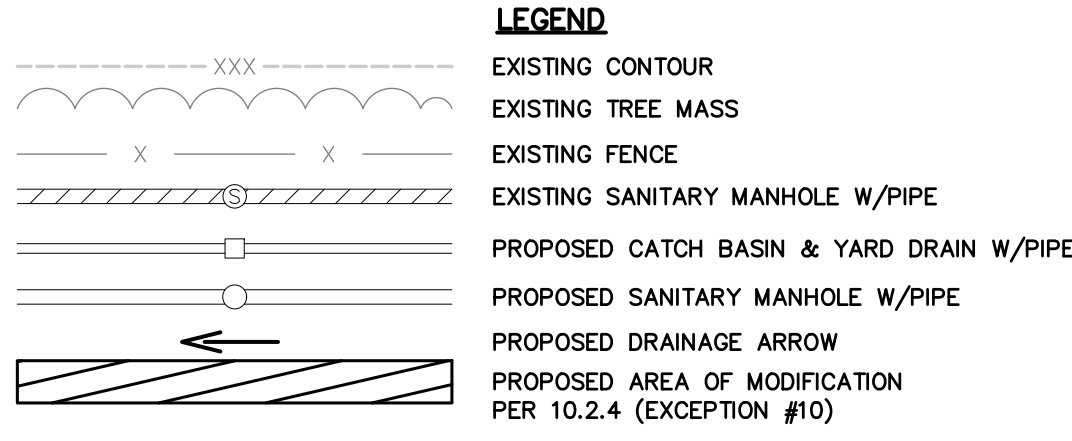 LEGEND
XXX EXISTING CONTOUR
EXISTING TREE MASS
X X EXISTING FENCE
S EXISTING SANITARY MANHOLE W/PIPE
PROPOSED CATCH BASIN & YARD DRAIN W/PIPE
PROPOSED SANITARY MANHOLE W/PIPE
PROPOSED DRAINAGE ARROW
PROPOSED AREA OF MODIFICATION
PER 10.2.4 (EXCEPTION #10)